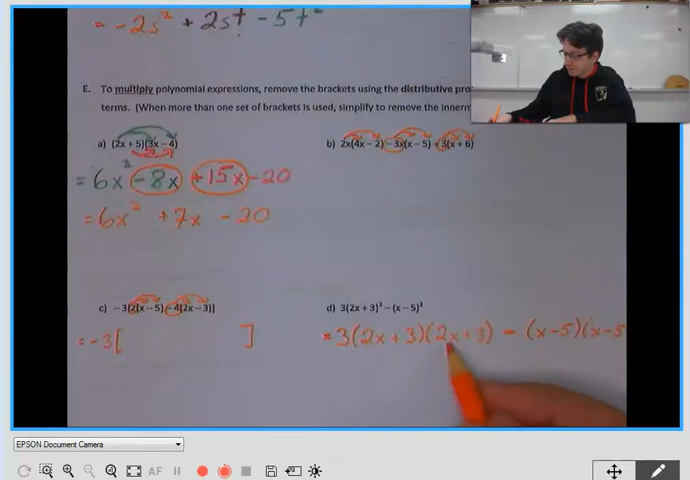 = -2s² + 2st - 5t²
E. To multiply polynomial expressions, remove the brackets using the distributive
terms. (When more than one set of brackets is used, simplify to remove the
a) (2x + 5)(3x - 4)
b) 2x(4x - 2) - 3x(x - 5) + 3(x + 6)
= 6x² - 8x + 15x - 20
= 6x² + 7x - 20
c) -3[2(x - 5) - 4(2x - 3)]
d) 3(2x + 3)² - (x - 5)²
= -3[ ]
= 3(2x + 3)(2x + 3) - (x - 5)(x - 5
EPSON Document Camera
AF